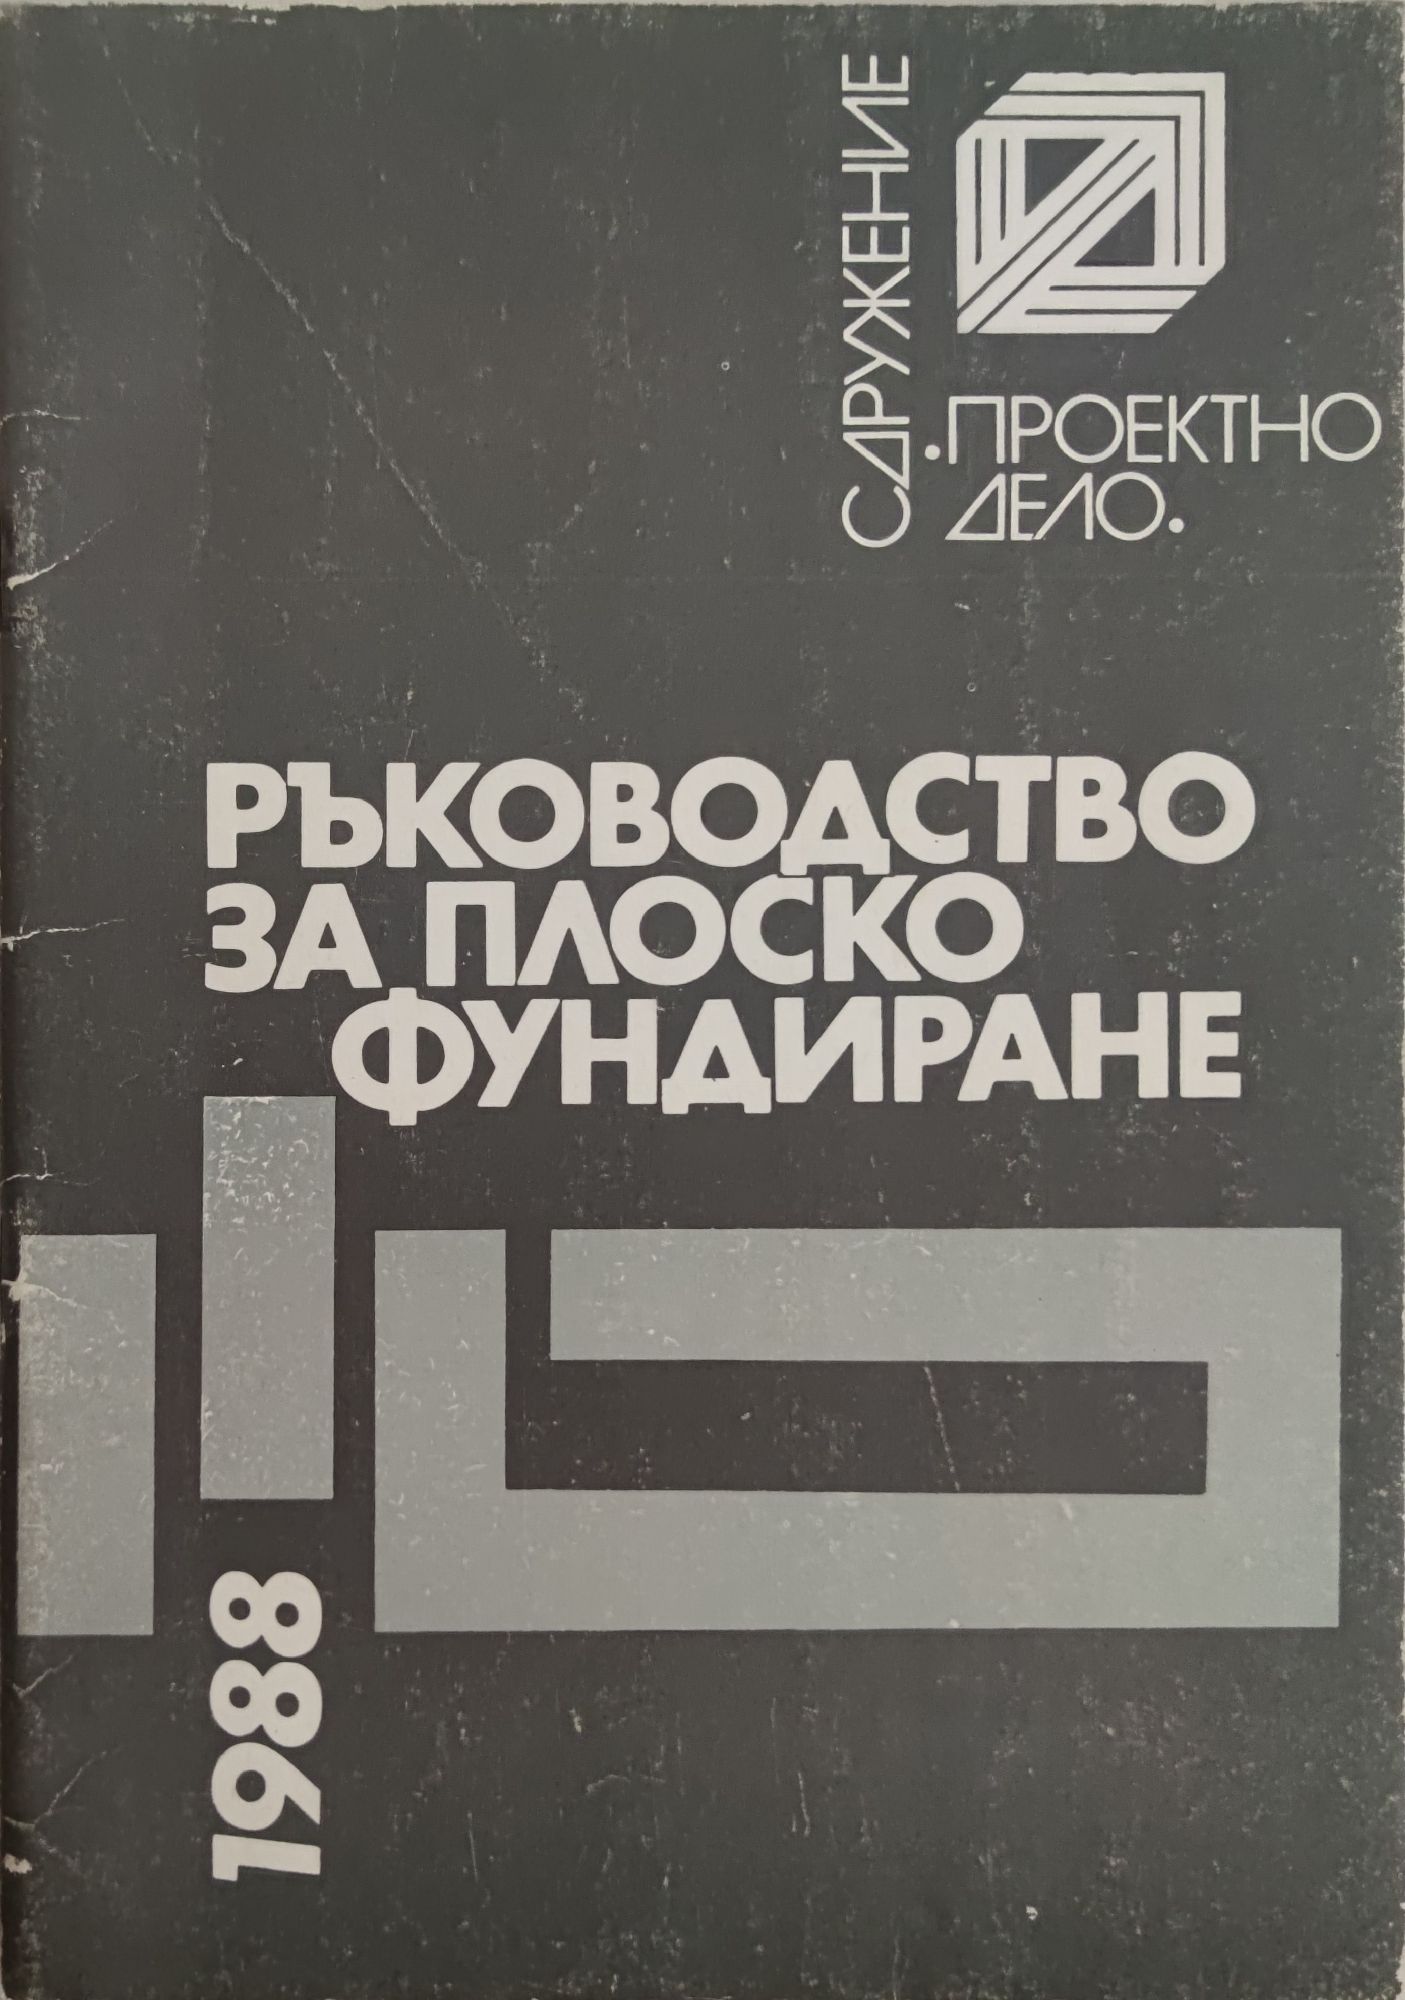 СДРУЖЕНИЕ
.ПРОЕКТНО
ДЕЛО.
РЪКОВОДСТВО
ЗА ПЛОСКО
ФУНДИРАНЕ
1988